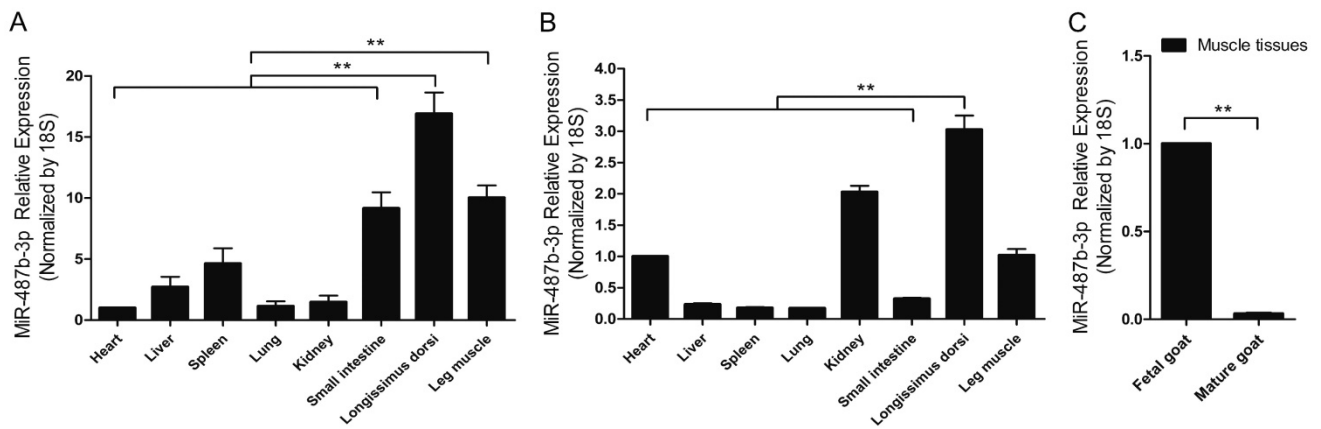 A
MiR-487b-3p Relative Expression
(Normalized by 18S)
20
15
10
5
0
**
**
Heart
Liver
Spleen
Lung
Kidney
Small intestine
Longissimus dorsi
Leg muscle
B
MiR-487b-3p Relative Expression
(Normalized by 18S)
4.0
3.5
3.0
2.5
2.0
1.5
1.0
0.5
0.0
**
Heart
Liver
Spleen
Lung
Kidney
Small intestine
Longissimus dorsi
Leg muscle
C
MiR-487b-3p Relative Expression
(Normalized by 18S)
Muscle tissues
1.5
1.0
0.5
0.0
**
Fetal goat
Mature goat